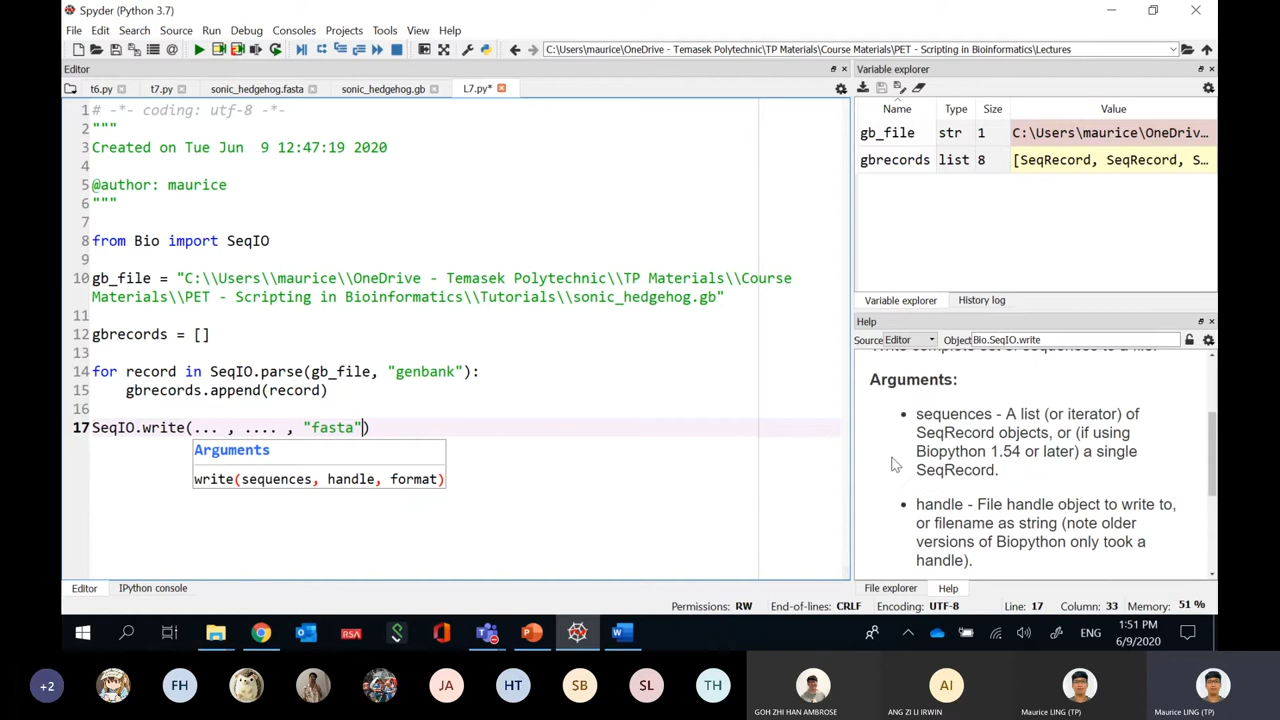 Spyder (Python 3.7)
File Edit Search Source Run Debug Consoles Projects Tools View Help
C:\Users\maurice\OneDrive - Temasek Polytechnic\TP Materials\Course Materials\PET - Scripting in Bioinformatics\Lectures
Editor
t6.py t7.py sonic_hedgehog.fasta sonic_hedgehog.gb L7.py*
1 # -*- coding: utf-8 -*-
2 """
3 Created on Tue Jun  9 12:47:19 2020
4
5 @author: maurice
6 """
7
8 from Bio import SeqIO
9
10 gb_file = "C:\\Users\\maurice\\OneDrive - Temasek Polytechnic\\TP Materials\\Course
Materials\\PET - Scripting in Bioinformatics\\Tutorials\\sonic_hedgehog.gb"
11
12 gbrecords = []
13
14 for record in SeqIO.parse(gb_file, "genbank"):
15     gbrecords.append(record)
16
17 SeqIO.write(... , .... , "fasta")
Arguments
write(sequences, handle, format)
Editor IPython console
Variable explorer
Name Type Size Value
gb_file str 1 C:\Users\maurice\OneDriv...
gbrecords list 8 [SeqRecord, SeqRecord, S...
Variable explorer History log
Help
Source Editor Object Bio.SeqIO.write
Write complete set of sequences to a file.
Arguments:
• sequences - A list (or iterator) of
SeqRecord objects, or (if using
Biopython 1.54 or later) a single
SeqRecord.
• handle - File handle object to write to,
or filename as string (note older
versions of Biopython only took a
handle).
File explorer Help
Permissions: RW End-of-lines: CRLF Encoding: UTF-8 Line: 17 Column: 33 Memory: 51 %
RSA
ENG
1:51 PM
6/9/2020
+2 FH JA HT SB SL TH AI
GOH ZHI HAN AMBROSE ANG ZI LI IRWIN Maurice LING (TP) Maurice LING (TP)